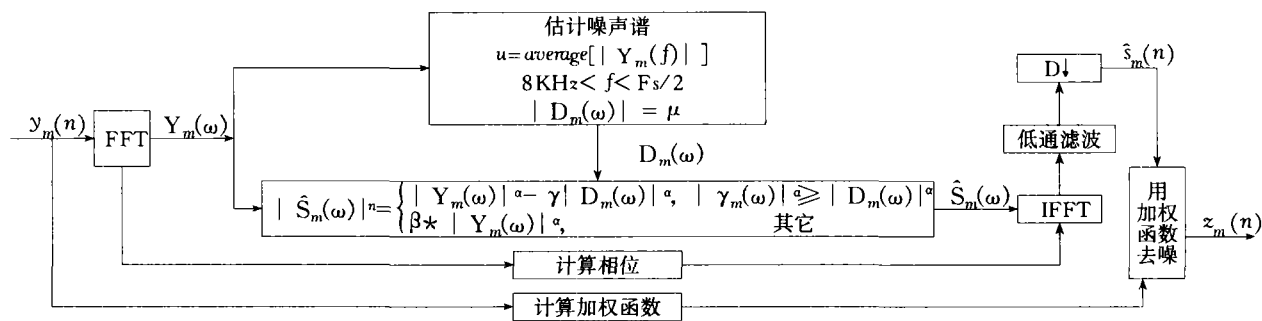 估计噪声谱
u=average[| Y_m(f)| ]
8KHz< f< Fs/2
| D_m(ω)| = μ
y_m(n)
FFT
Y_m(ω)
D_m(ω)
| Ŝ_m(ω)|ⁿ= { | Y_m(ω)|^α − γ| D_m(ω)|^α, | γ_m(ω)|^α ⩾ | D_m(ω)|^α
β* | Y_m(ω)|^α, 其它
Ŝ_m(ω)
IFFT
低通滤波
D↓
ŝ_m(n)
用
加权
函数
去噪
z_m(n)
计算相位
计算加权函数